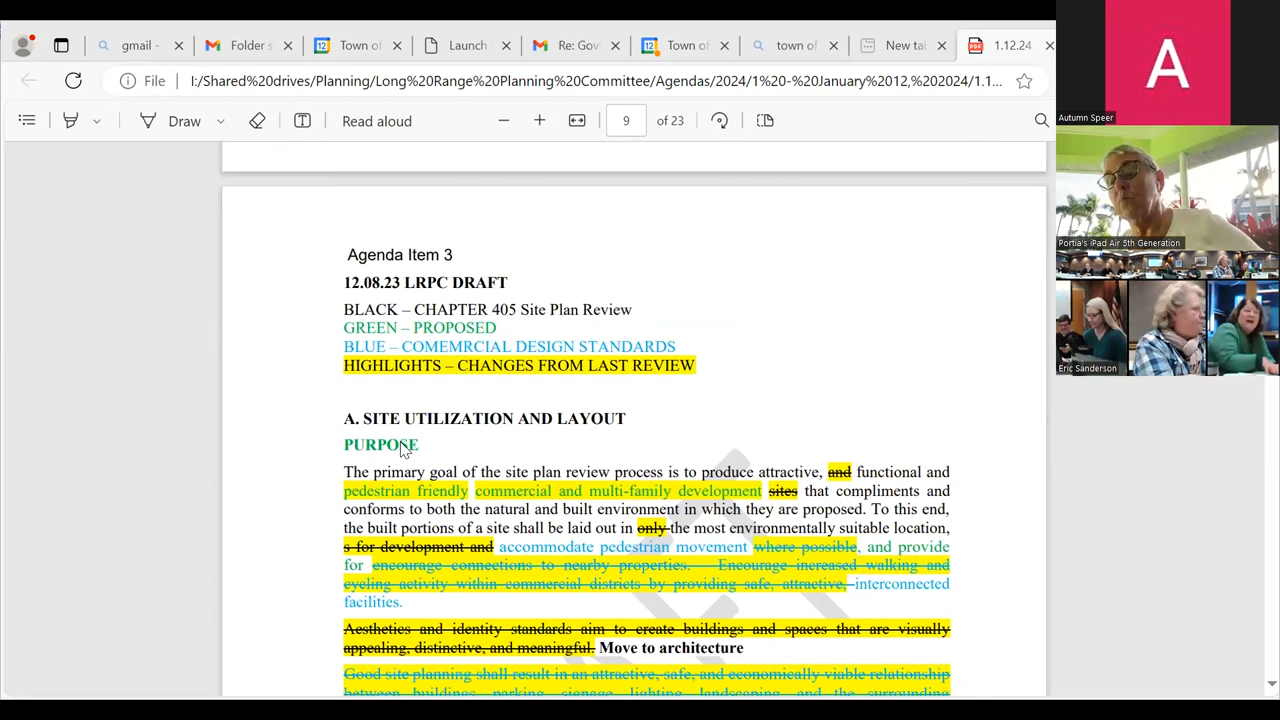 gmail -
Folder s
Town of
Launch
Re: Gov
Town of
town of
New tab
1.12.24
File
I:/Shared%20drives/Planning/Long%20Range%20Planning%20Committee/Agendas/2024/1%20-%20January%2012,%202024/1.1...
Draw
Read aloud
9
of 23
Agenda Item 3
12.08.23 LRPC DRAFT
BLACK – CHAPTER 405 Site Plan Review
GREEN – PROPOSED
BLUE – COMEMRCIAL DESIGN STANDARDS
HIGHLIGHTS – CHANGES FROM LAST REVIEW
A. SITE UTILIZATION AND LAYOUT
PURPOSE
The primary goal of the site plan review process is to produce attractive, and functional and
pedestrian friendly commercial and multi-family development sites that compliments and
conforms to both the natural and built environment in which they are proposed. To this end,
the built portions of a site shall be laid out in only the most environmentally suitable location,
s for development and accommodate pedestrian movement where possible, and provide
for encourage connections to nearby properties. Encourage increased walking and
cycling activity within commercial districts by providing safe, attractive, interconnected
facilities.
Aesthetics and identity standards aim to create buildings and spaces that are visually
appealing, distinctive, and meaningful. Move to architecture
Good site planning shall result in an attractive, safe, and economically viable relationship
between buildings, parking, signage, lighting, landscaping, and the surrounding
A
Autumn Speer
Portia's iPad Air 5th Generation
Eric Sanderson